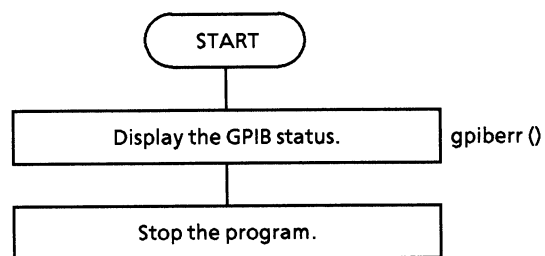 START
Display the GPIB status. gpiberr ()
Stop the program.